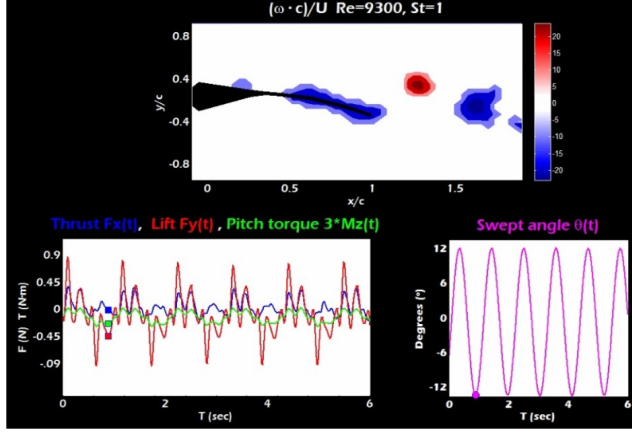 (ω·c)/U Re=9300, St=1
y/c
0.8
0.4
-0.4
-0.8
0 0.5 1 1.5
x/c
20
15
10
5
0
-5
-10
-15
-20
Thrust Fx(t), Lift Fy(t) , Pitch torque 3*Mz(t)
F (N) T (N·m)
0.9
0.45
0
-0.45
-.09
0 2 4 6
T (sec)
Swept angle θ(t)
Degrees (°)
12
6
0
-6
-12
0 2 4 6
T (sec)